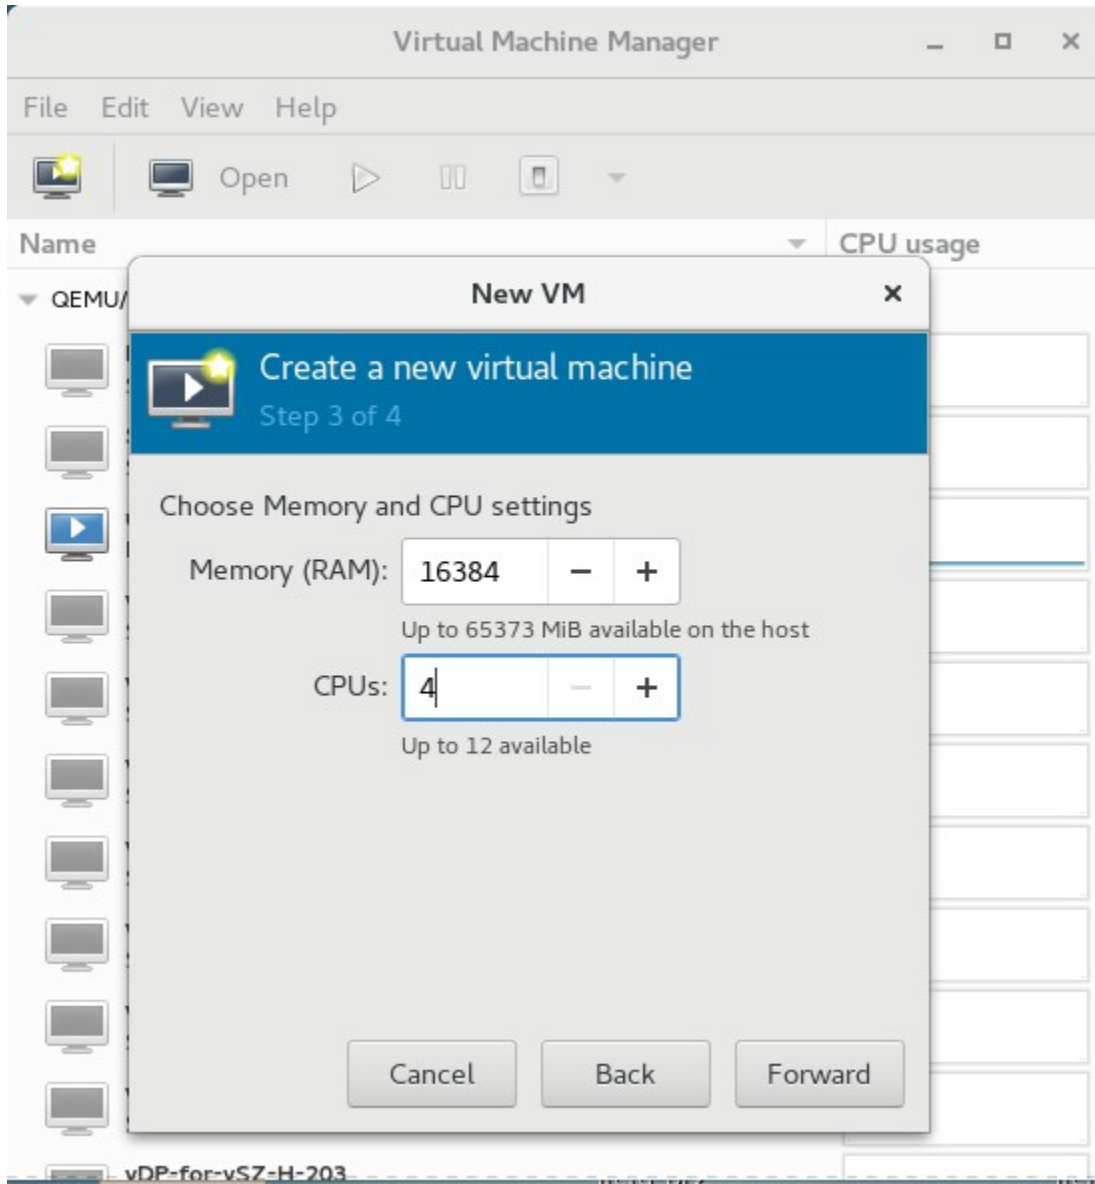 Virtual Machine Manager
File Edit View Help
Open
Name CPU usage
QEMU/
New VM
Create a new virtual machine
Step 3 of 4
Choose Memory and CPU settings
Memory (RAM): 16384
Up to 65373 MiB available on the host
CPUs: 4
Up to 12 available
Cancel Back Forward
vDP-for-vSZ-H-203